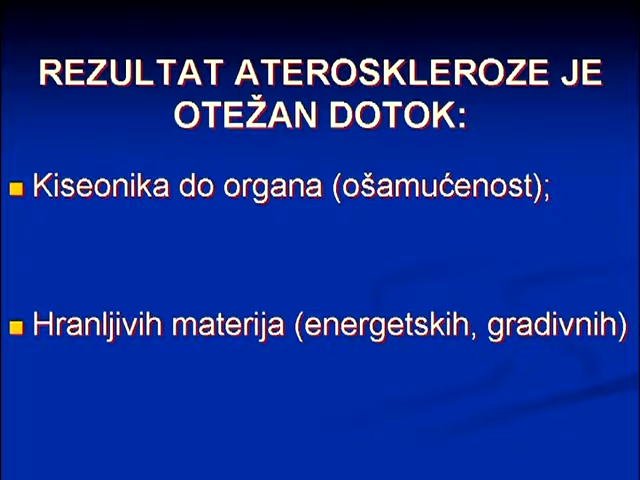 REZULTAT ATEROSKLEROZE JE
OTEŽAN DOTOK:
Kiseonika do organa (ošamućenost);
Hranljivih materija (energetskih, gradivnih)